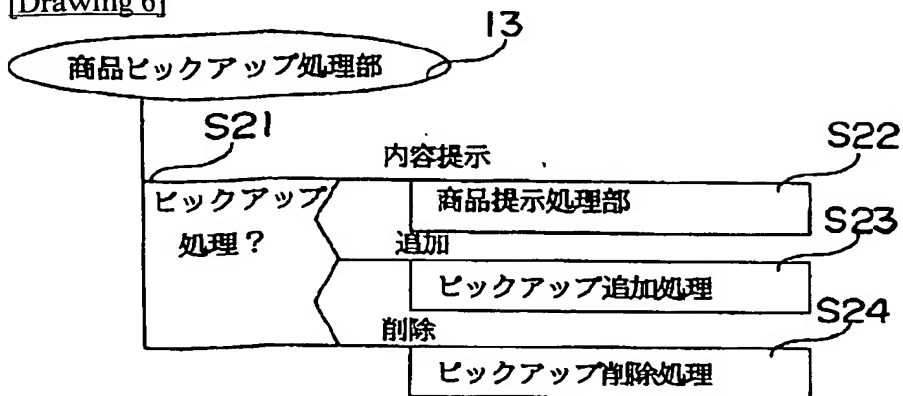 [Drawing 6]
13
商品ピックアップ処理部
S21
内容提示
S22
ピックアップ
処理？
商品提示処理部
追加
S23
ピックアップ追加処理
削除
S24
ピックアップ削除処理